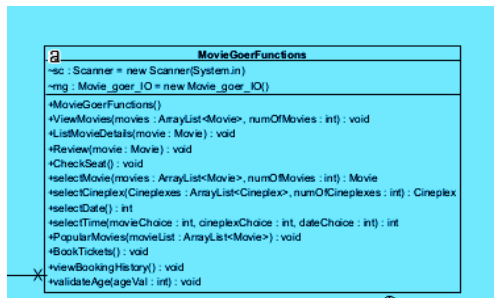 a
MovieGoerFunctions
~sc : Scanner = new Scanner(System.in)
~mg : Movie_goer_IO = new Movie_goer_IO()
+MovieGoerFunctions()
+ViewMovies(movies : ArrayList<Movie>, numOfMovies : int) : void
+ListMovieDetails(movie : Movie) : void
+Review(movie : Movie) : void
+CheckSeat() : void
+selectMovie(movies : ArrayList<Movie>, numOfMovies : int) : Movie
+selectCineplex(Cineplexes : ArrayList<Cineplex>, numOfCineplexes : int) : Cineplex
+selectDate() : int
+selectTime(movieChoice : int, cineplexChoice : int, dateChoice : int) : int
+PopularMovies(movieList : ArrayList<Movie>) : void
+BookTickets() : void
+viewBookingHistory() : void
+validateAge(ageVal : int) : void